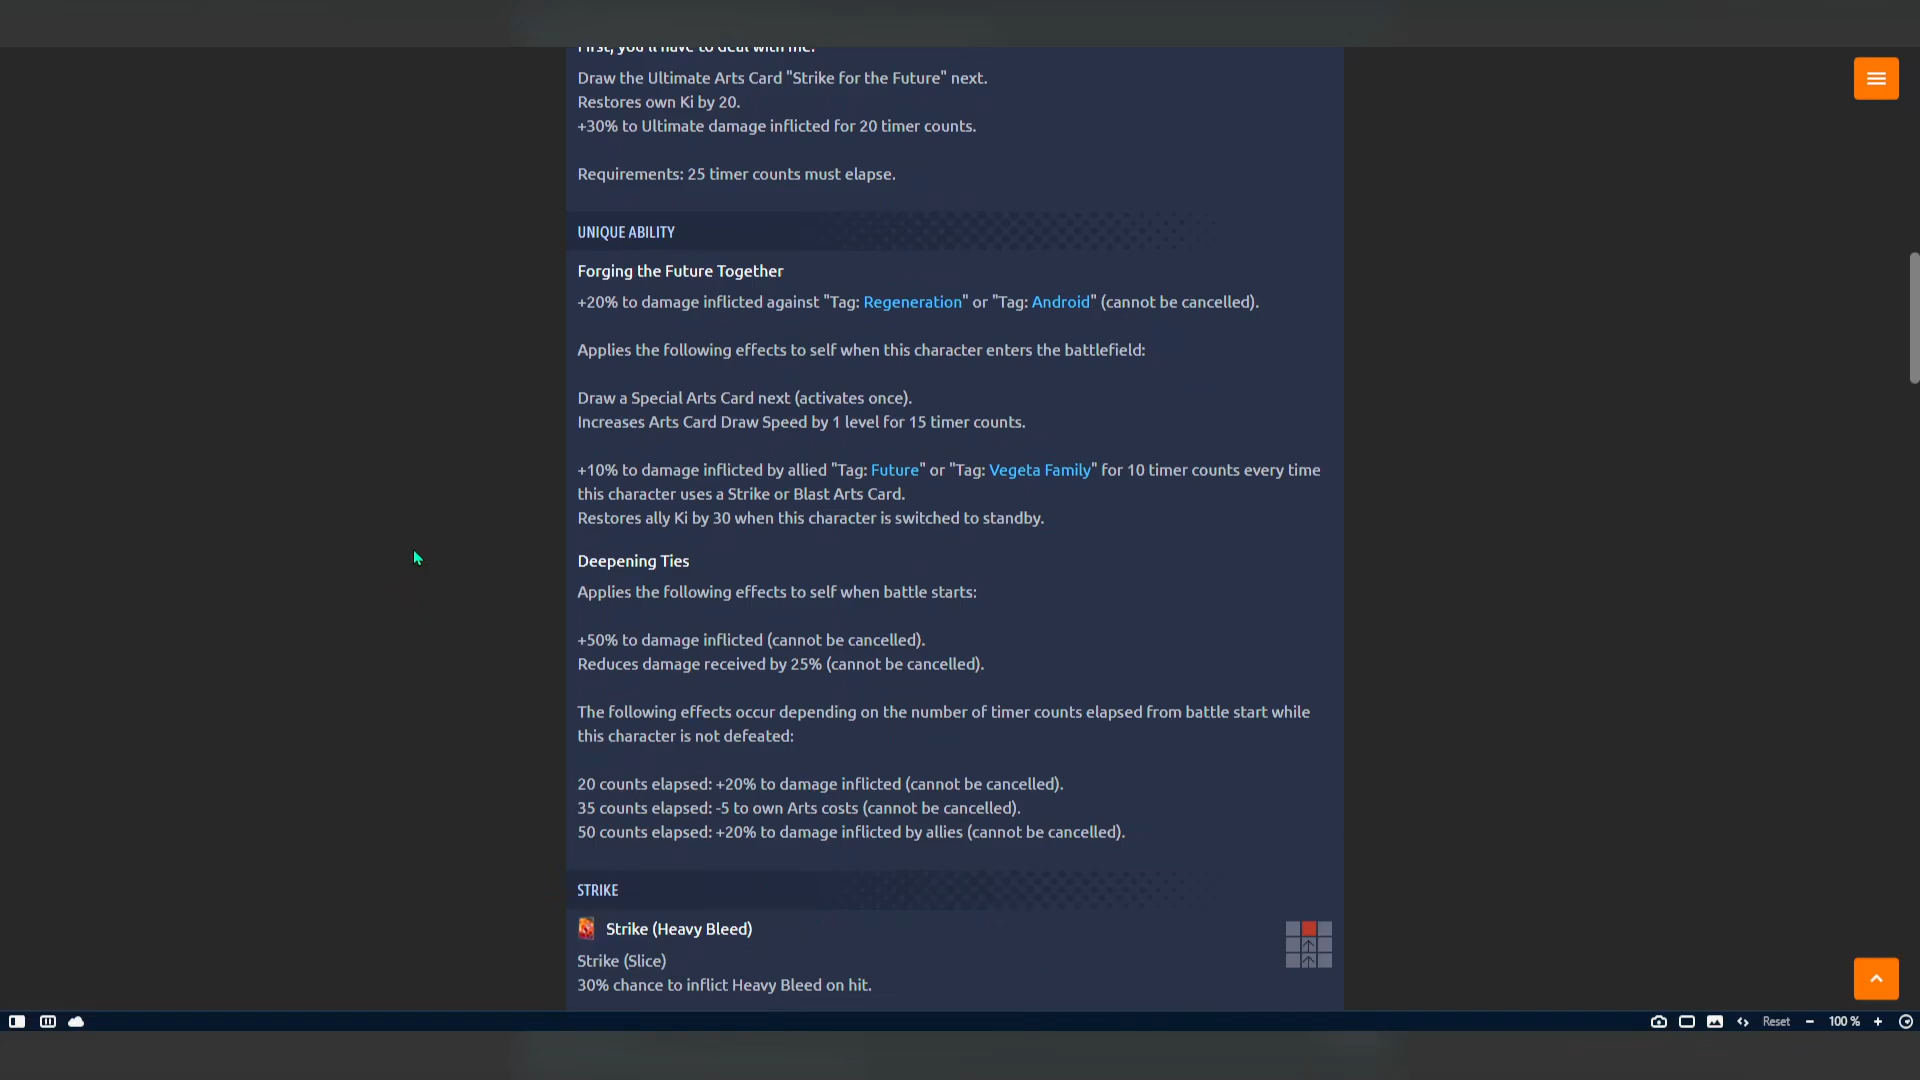 First, you'll have to deal with me.
Draw the Ultimate Arts Card "Strike for the Future" next.
Restores own Ki by 20.
+30% to Ultimate damage inflicted for 20 timer counts.
Requirements: 25 timer counts must elapse.
UNIQUE ABILITY
Forging the Future Together
+20% to damage inflicted against "Tag: Regeneration" or "Tag: Android" (cannot be cancelled).
Applies the following effects to self when this character enters the battlefield:
Draw a Special Arts Card next (activates once).
Increases Arts Card Draw Speed by 1 level for 15 timer counts.
+10% to damage inflicted by allied "Tag: Future" or "Tag: Vegeta Family" for 10 timer counts every time
this character uses a Strike or Blast Arts Card.
Restores ally Ki by 30 when this character is switched to standby.
Deepening Ties
Applies the following effects to self when battle starts:
+50% to damage inflicted (cannot be cancelled).
Reduces damage received by 25% (cannot be cancelled).
The following effects occur depending on the number of timer counts elapsed from battle start while
this character is not defeated:
20 counts elapsed: +20% to damage inflicted (cannot be cancelled).
35 counts elapsed: -5 to own Arts costs (cannot be cancelled).
50 counts elapsed: +20% to damage inflicted by allies (cannot be cancelled).
STRIKE
Strike (Heavy Bleed)
Strike (Slice)
30% chance to inflict Heavy Bleed on hit.
Reset
100 %